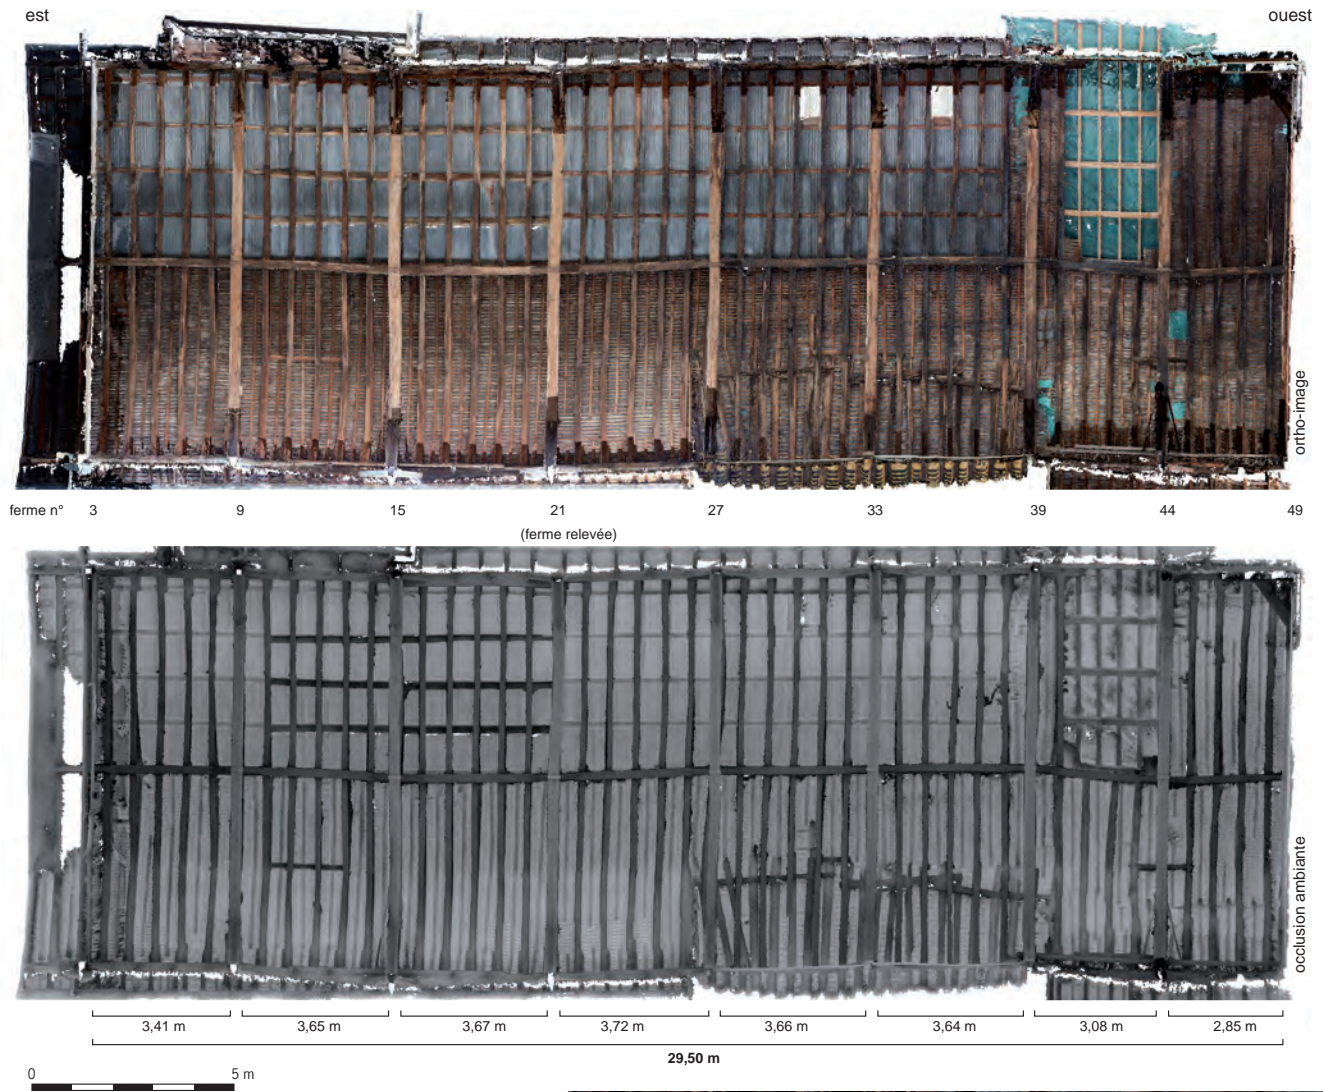 est ouest
ortho-image
ferme n° 3 9 15 21 27 33 39 44 49
(ferme relevée)
occlusion ambiante
3,41 m 3,65 m 3,67 m 3,72 m 3,66 m 3,64 m 3,08 m 2,85 m
29,50 m
0 5 m